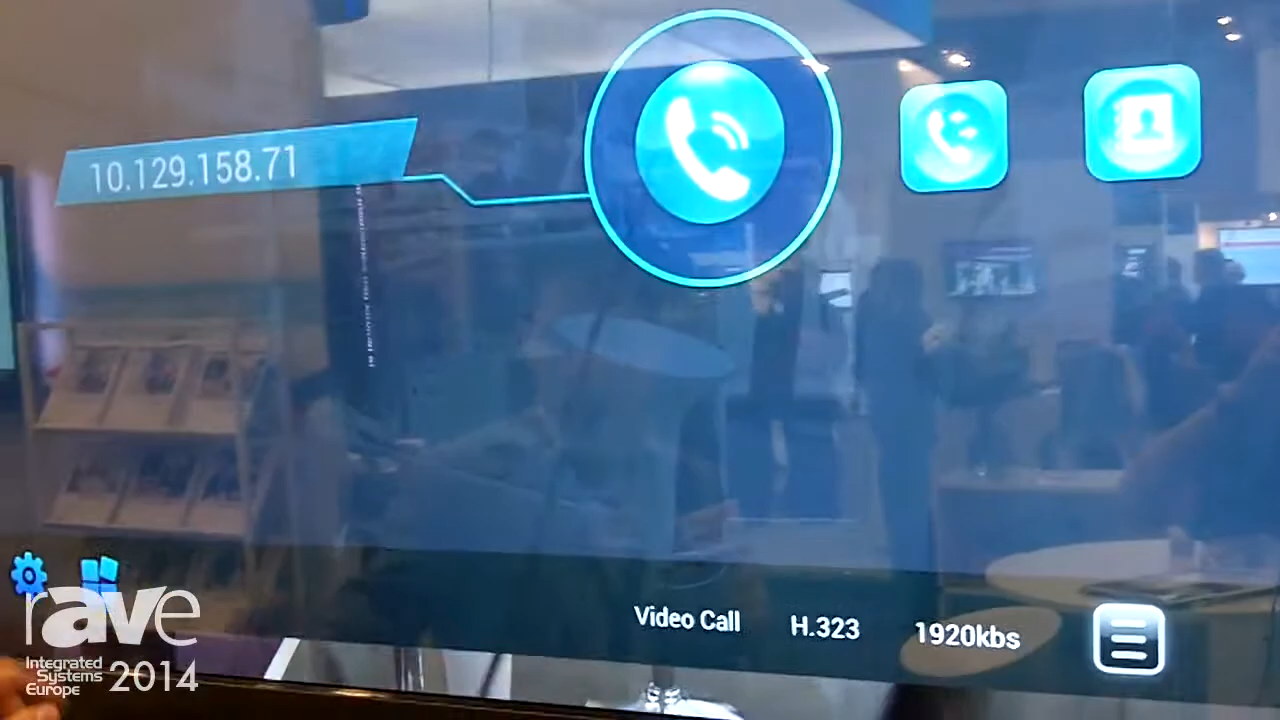 10.129.158.71
Video Call H.323 1920kbs
rave
Integrated
Systems
Europe
2014